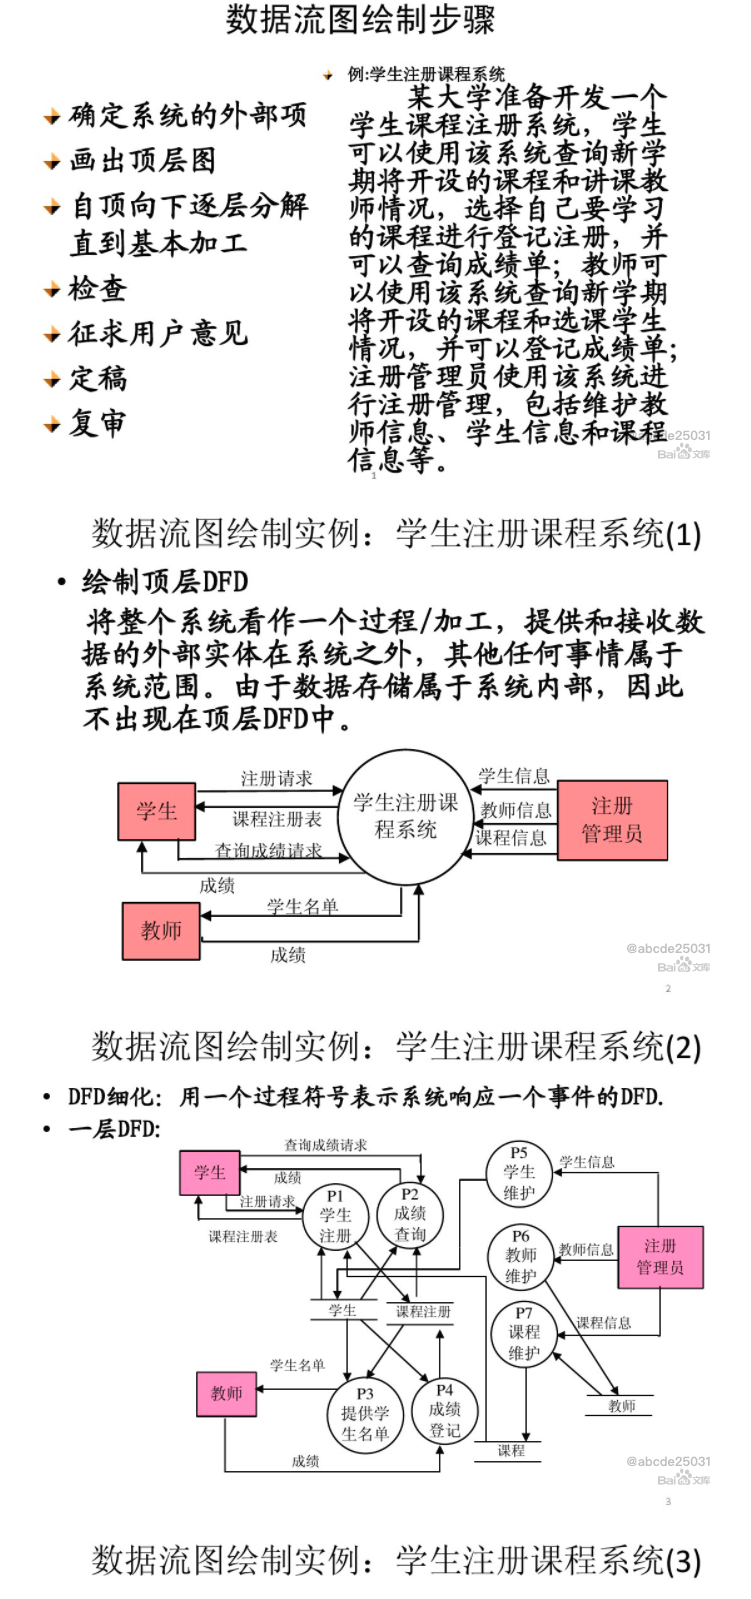 数据流图绘制步骤
确定系统的外部项
画出顶层图
自顶向下逐层分解
直到基本加工
检查
征求用户意见
定稿
复审
例:学生注册课程系统
某大学准备开发一个
学生课程注册系统，学生
可以使用该系统查询新学
期将开设的课程和讲课教
师情况，选择自己要学习
的课程进行登记注册，并
可以查询成绩单；教师可
以使用该系统查询新学期
将开设的课程和选课学生
情况，并可以登记成绩单；
注册管理员使用该系统进
行注册管理，包括维护教
师信息、学生信息和课程
信息等。
@abcde25031
Bai文库
1
数据流图绘制实例：学生注册课程系统(1)
• 绘制顶层DFD
将整个系统看作一个过程/加工，提供和接收数
据的外部实体在系统之外，其他任何事情属于
系统范围。由于数据存储属于系统内部，因此
不出现在顶层DFD中。
注册请求
学生信息
学生
学生注册课
程系统
注册
管理员
课程注册表
教师信息
查询成绩请求
课程信息
成绩
学生名单
教师
成绩
@abcde25031
Bai文库
2
数据流图绘制实例：学生注册课程系统(2)
• DFD细化：用一个过程符号表示系统响应一个事件的DFD.
• 一层DFD:
查询成绩请求
学生
成绩
注册请求
课程注册表
P1
学生
注册
P2
成绩
查询
P5
学生
维护
学生信息
P6
教师
维护
教师信息
注册
管理员
学生
课程注册
P7
课程
维护
课程信息
学生名单
教师
P3
提供学
生名单
P4
成绩
登记
教师
课程
成绩
@abcde25031
Bai文库
3
数据流图绘制实例：学生注册课程系统(3)